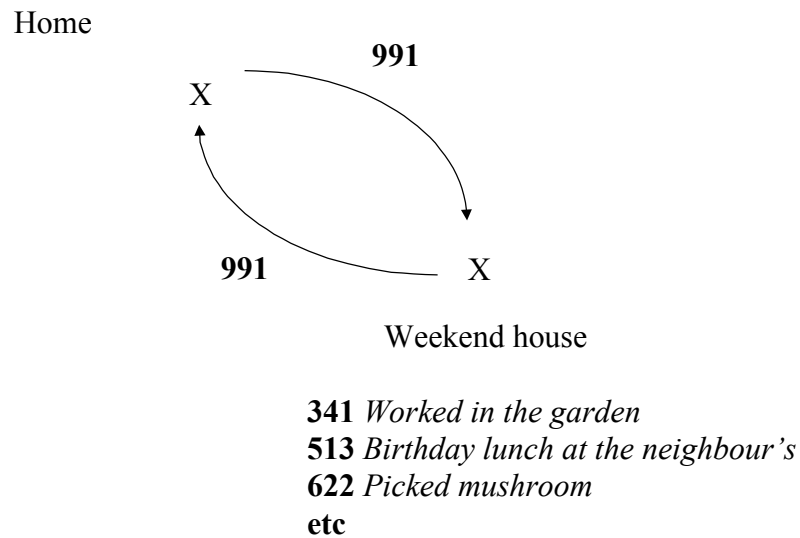 Home
991
X
991
X
Weekend house
341 Worked in the garden
513 Birthday lunch at the neighbour's
622 Picked mushroom
etc